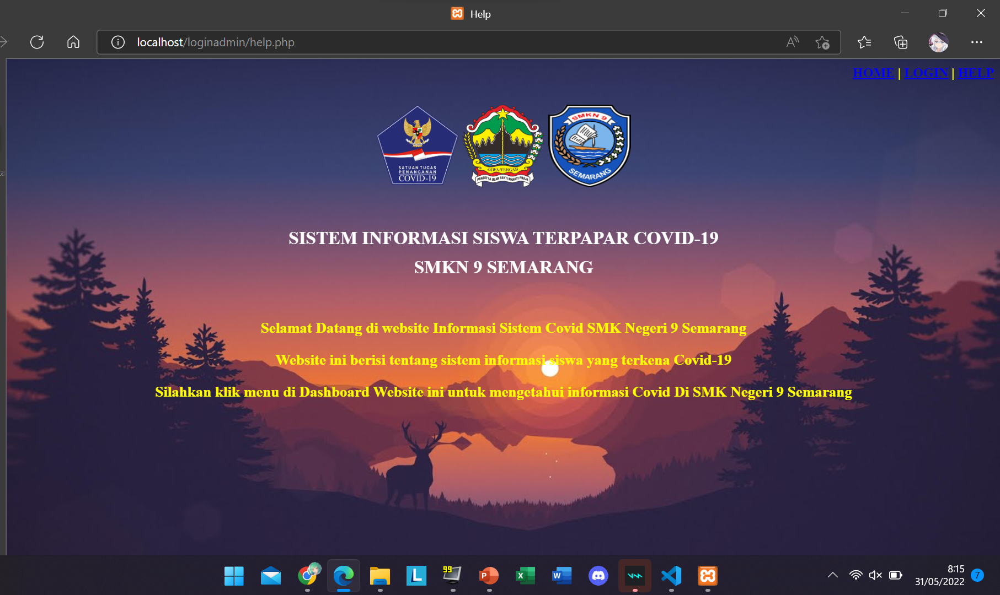 Help
localhost/loginadmin/help.php
HOME | LOGIN | HELP
SATUAN TUGAS
PENANGANAN
COVID-19
JAWA-TENGAH
PRASETYA ULAH SAKTI BHAKTI PRAJA
SMKN 9
SEMARANG
SISTEM INFORMASI SISWA TERPAPAR COVID-19
SMKN 9 SEMARANG
Selamat Datang di website Informasi Sistem Covid SMK Negeri 9 Semarang
Website ini berisi tentang sistem informasi siswa yang terkena Covid-19
Silahkan klik menu di Dashboard Website ini untuk mengetahui informasi Covid Di SMK Negeri 9 Semarang
L
99
P
X
W
8:15
31/05/2022
7